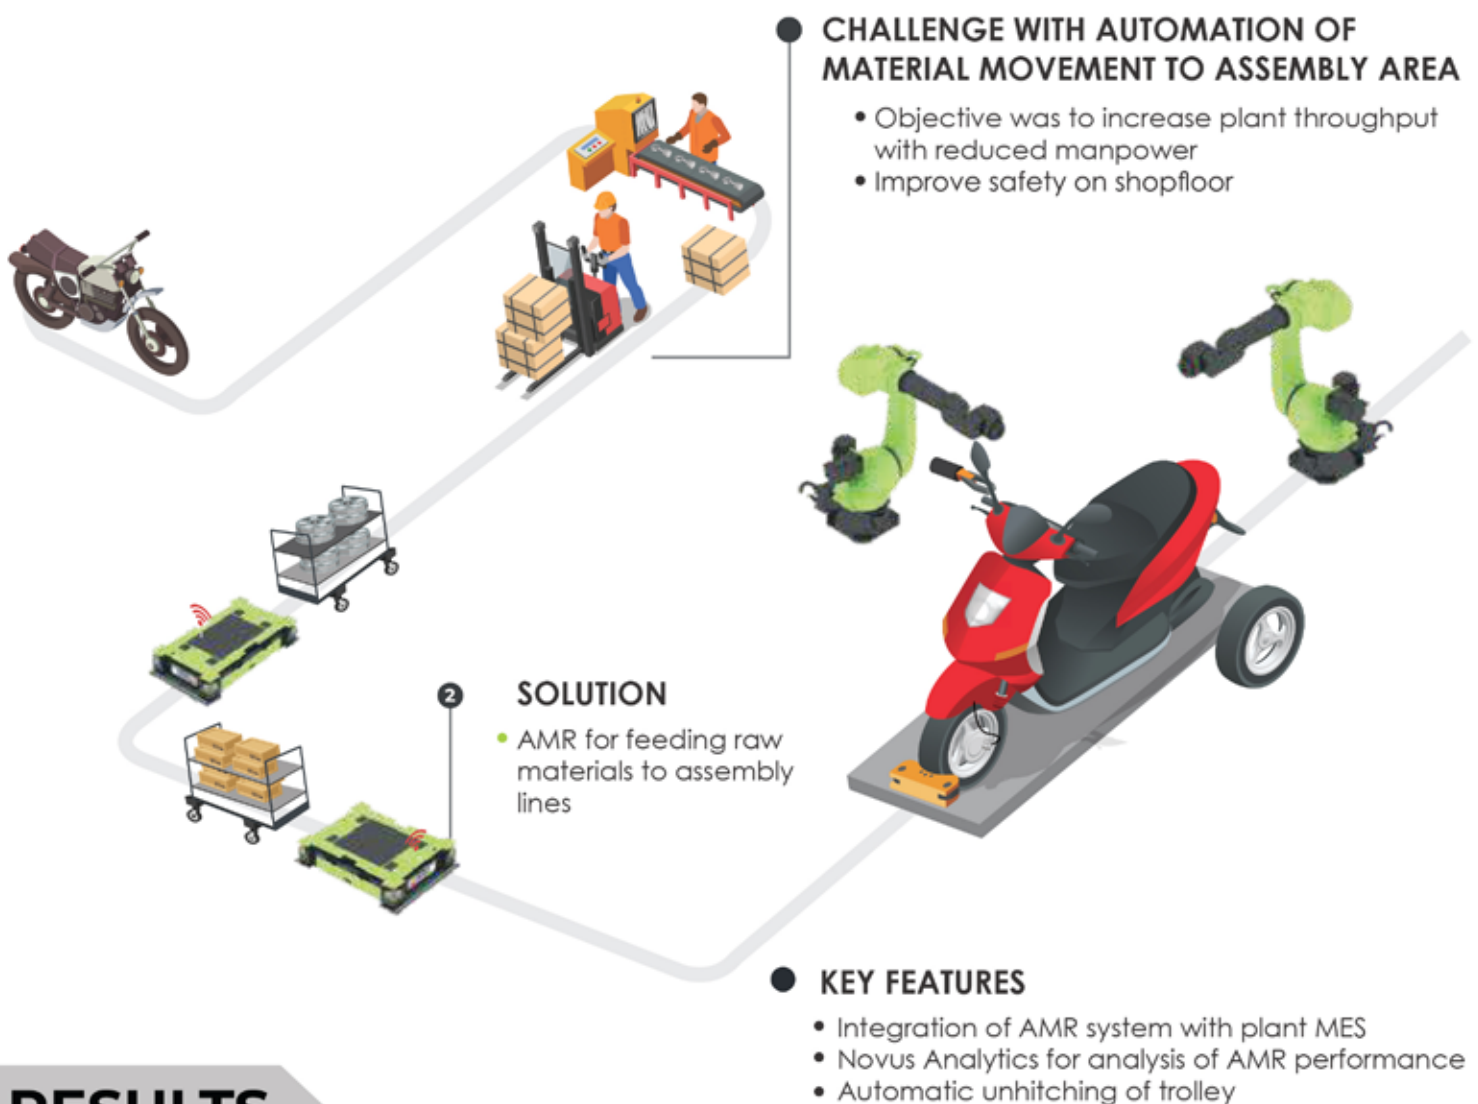 CHALLENGE WITH AUTOMATION OF
MATERIAL MOVEMENT TO ASSEMBLY AREA
• Objective was to increase plant throughput
with reduced manpower
• Improve safety on shopfloor
2
SOLUTION
• AMR for feeding raw
materials to assembly
lines
KEY FEATURES
• Integration of AMR system with plant MES
• Novus Analytics for analysis of AMR performance
• Automatic unhitching of trolley
RESULTS